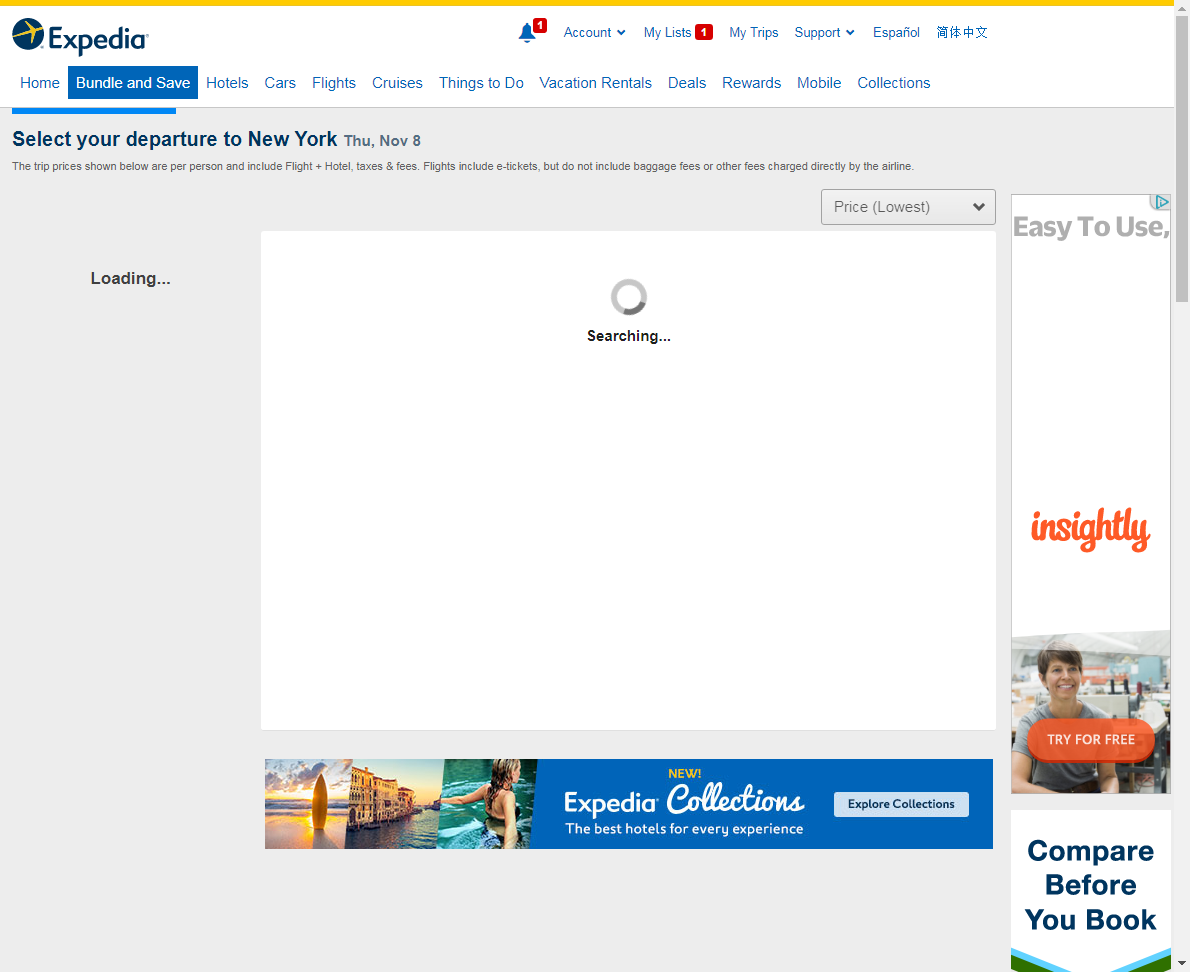 Expedia
1
Account
My Lists 1
My Trips
Support
Español
简体中文
Home
Bundle and Save
Hotels
Cars
Flights
Cruises
Things to Do
Vacation Rentals
Deals
Rewards
Mobile
Collections
Select your departure to New York Thu, Nov 8
The trip prices shown below are per person and include Flight + Hotel, taxes & fees. Flights include e-tickets, but do not include baggage fees or other fees charged directly by the airline.
Price (Lowest)
Loading...
Searching...
Easy To Use,
insightly
TRY FOR FREE
NEW!
Expedia Collections
The best hotels for every experience
Explore Collections
Compare
Before
You Book